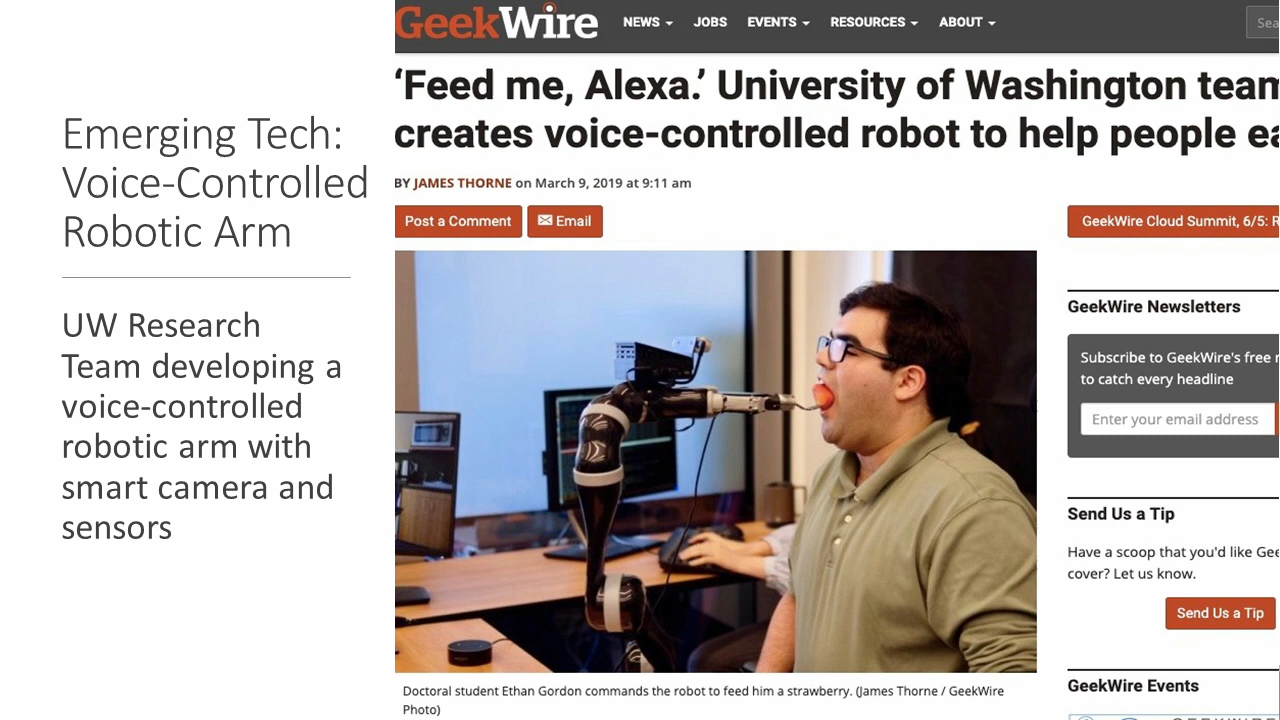 Emerging Tech:
Voice-Controlled
Robotic Arm
UW Research
Team developing a
voice-controlled
robotic arm with
smart camera and
sensors
GeekWire
NEWS
JOBS
EVENTS
RESOURCES
ABOUT
Sea
‘Feed me, Alexa.’ University of Washington team
creates voice-controlled robot to help people ea
BY JAMES THORNE on March 9, 2019 at 9:11 am
Post a Comment
Email
GeekWire Cloud Summit, 6/5: R
Doctoral student Ethan Gordon commands the robot to feed him a strawberry. (James Thorne / GeekWire
Photo)
GeekWire Newsletters
Subscribe to GeekWire's free n
to catch every headline
Enter your email address
Send Us a Tip
Have a scoop that you'd like Gee
cover? Let us know.
Send Us a Tip
GeekWire Events